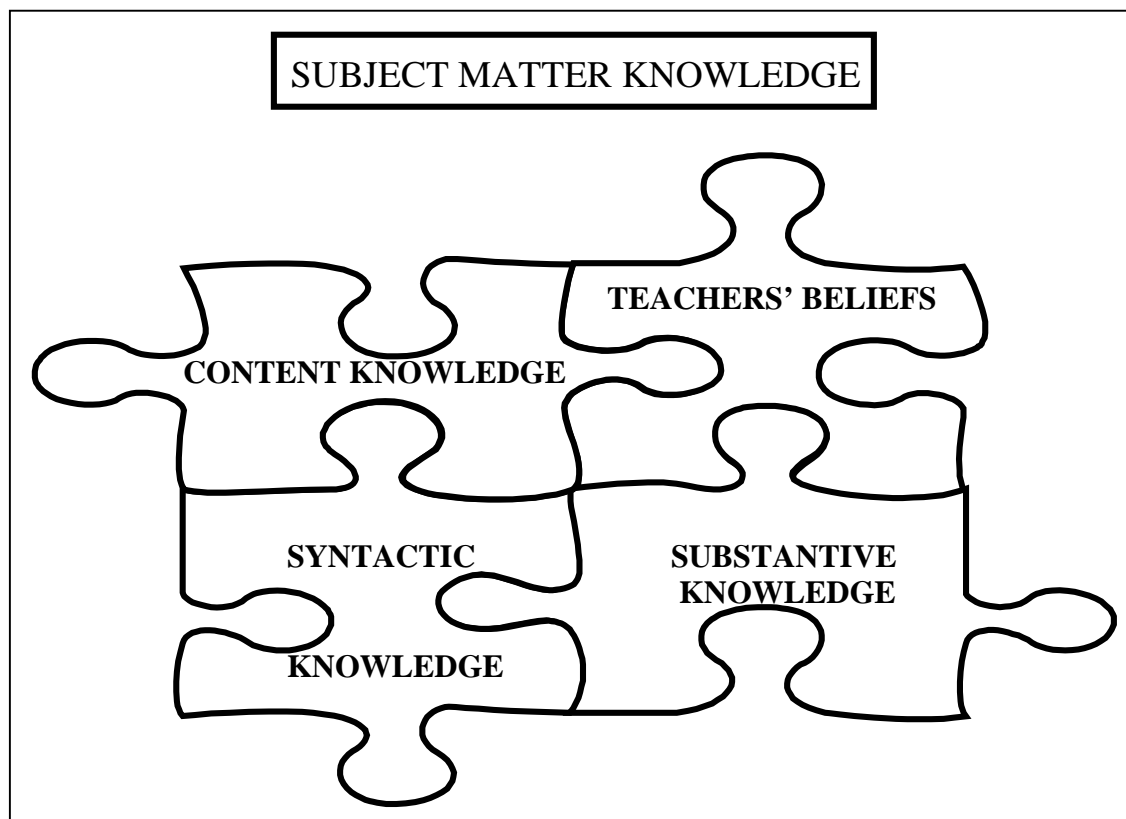 SUBJECT MATTER KNOWLEDGE
TEACHERS’ BELIEFS
CONTENT KNOWLEDGE
SYNTACTIC
KNOWLEDGE
SUBSTANTIVE
KNOWLEDGE